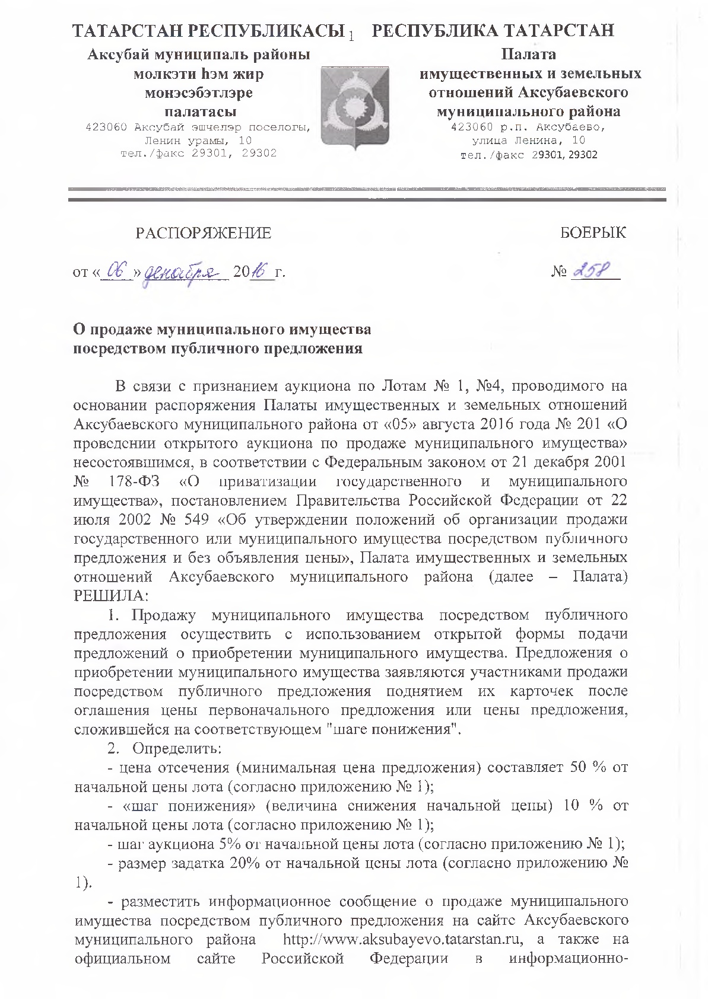 ТАТАРСТАН РЕСПУБЛИКАСЫ
Аксубай муниципаль районы
молкэти һэм жир
монэсэбэтлэре
палатасы
423060 Аксубай эшчелэр поселогы,
Ленин урамы, 10
тел./факс 29301, 29302
1
РЕСПУБЛИКА ТАТАРСТАН
Палата
имущественных и земельных
отношений Аксубаевского
муниципального района
423060 р.п. Аксубаево,
улица Ленина, 10
тел./факс 29301, 29302
РАСПОРЯЖЕНИЕ БОЕРЫК
от «06» декабря 2016 г. № 258
О продаже муниципального имущества
посредством публичного предложения
В связи с признанием аукциона по Лотам № 1, №4, проводимого на
основании распоряжения Палаты имущественных и земельных отношений
Аксубаевского муниципального района от «05» августа 2016 года № 201 «О
проведении открытого аукциона по продаже муниципального имущества»
несостоявшимся, в соответствии с Федеральным законом от 21 декабря 2001
№ 178-ФЗ «О приватизации государственного и муниципального
имущества», постановлением Правительства Российской Федерации от 22
июля 2002 № 549 «Об утверждении положений об организации продажи
государственного или муниципального имущества посредством публичного
предложения и без объявления цены», Палата имущественных и земельных
отношений Аксубаевского муниципального района (далее – Палата)
РЕШИЛА:
1. Продажу муниципального имущества посредством публичного
предложения осуществить с использованием открытой формы подачи
предложений о приобретении муниципального имущества. Предложения о
приобретении муниципального имущества заявляются участниками продажи
посредством публичного предложения поднятием их карточек после
оглашения цены первоначального предложения или цены предложения,
сложившейся на соответствующем "шаге понижения".
2. Определить:
- цена отсечения (минимальная цена предложения) составляет 50 % от
начальной цены лота (согласно приложению № 1);
- «шаг понижения» (величина снижения начальной цены) 10 % от
начальной цены лота (согласно приложению № 1);
- шаг аукциона 5% от начальной цены лота (согласно приложению № 1);
- размер задатка 20% от начальной цены лота (согласно приложению №
1).
- разместить информационное сообщение о продаже муниципального
имущества посредством публичного предложения на сайте Аксубаевского
муниципального района http://www.aksubayevo.tatarstan.ru, а также на
официальном сайте Российской Федерации в информационно-